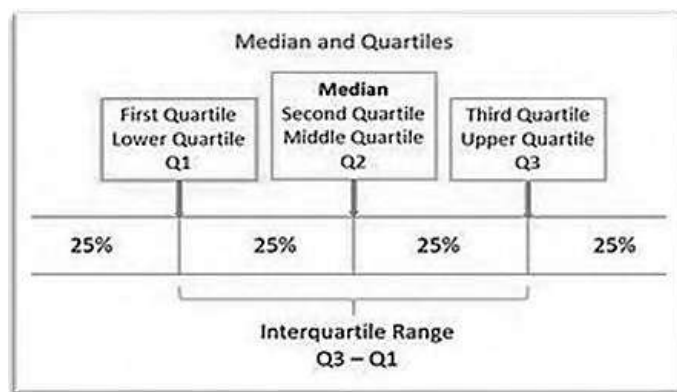 Median and Quartiles
First Quartile
Lower Quartile
Q1
Median
Second Quartile
Middle Quartile
Q2
Third Quartile
Upper Quartile
Q3
25%
25%
25%
25%
Interquartile Range
Q3 – Q1